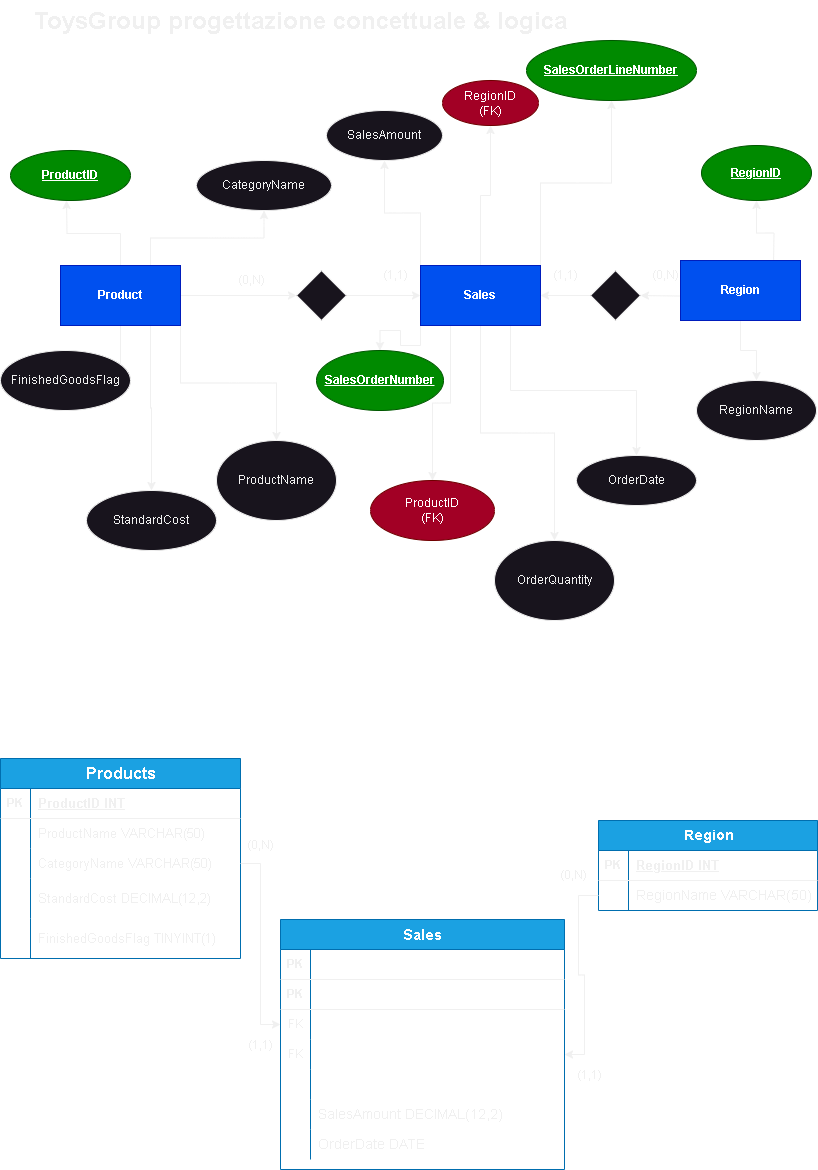 ToysGroup progettazione concettuale & logica
SalesOrderLineNumber
RegionID
(FK)
SalesAmount
ProductID
CategoryName
RegionID
(0,N)
(1,1)
(1,1)
(0,N)
Product
Sales
Region
FinishedGoodsFlag
SalesOrderNumber
RegionName
ProductName
OrderDate
StandardCost
ProductID
(FK)
OrderQuantity
Products
PK ProductID INT
ProductName VARCHAR(50)
CategoryName VARCHAR(50)
StandardCost DECIMAL(12,2)
FinishedGoodsFlag TINYINT(1)
(0,N)
(1,1)
Region
PK RegionID INT
RegionName VARCHAR(50)
(0,N)
(1,1)
Sales
PK
PK
FK
FK
SalesAmount DECIMAL(12,2)
OrderDate DATE